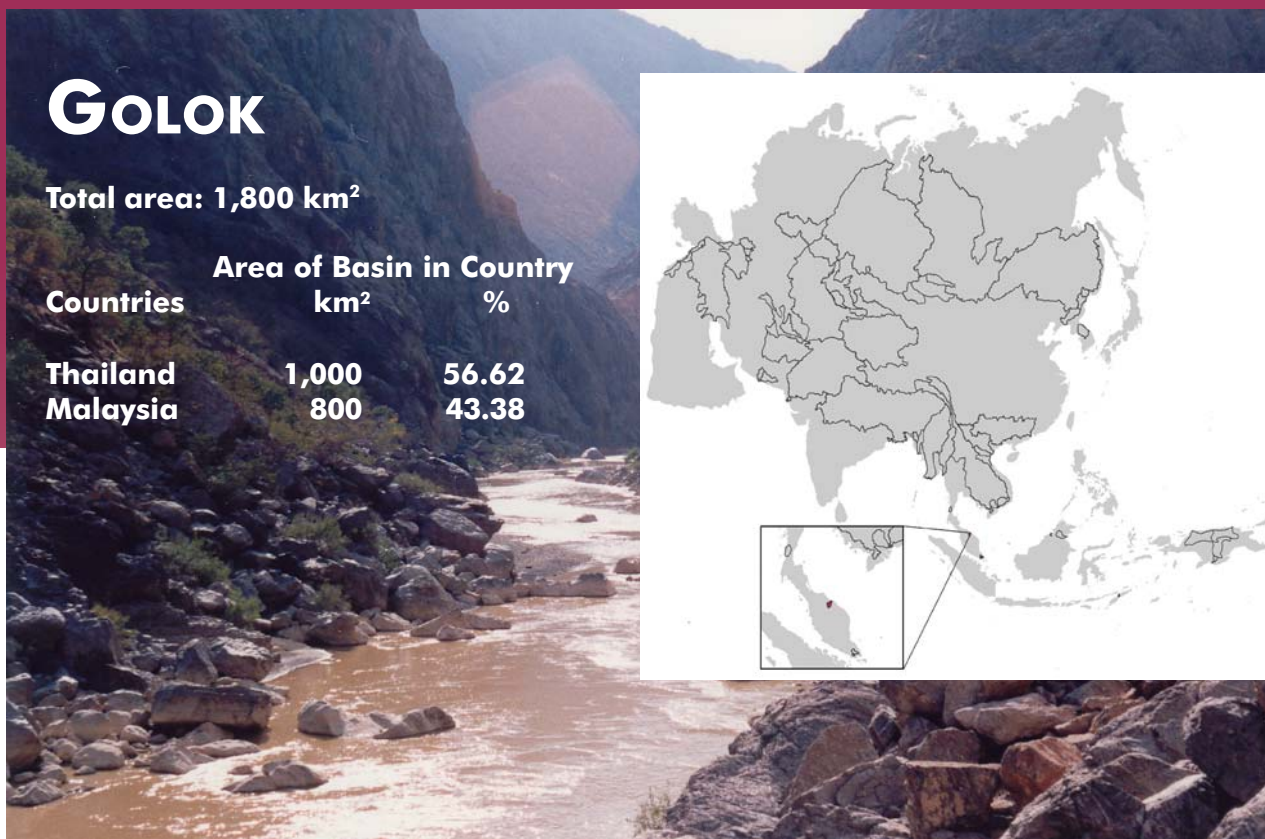 GOLOK
Total area: 1,800 km²
Area of Basin in Country
Countries km² %
Thailand 1,000 56.62
Malaysia 800 43.38